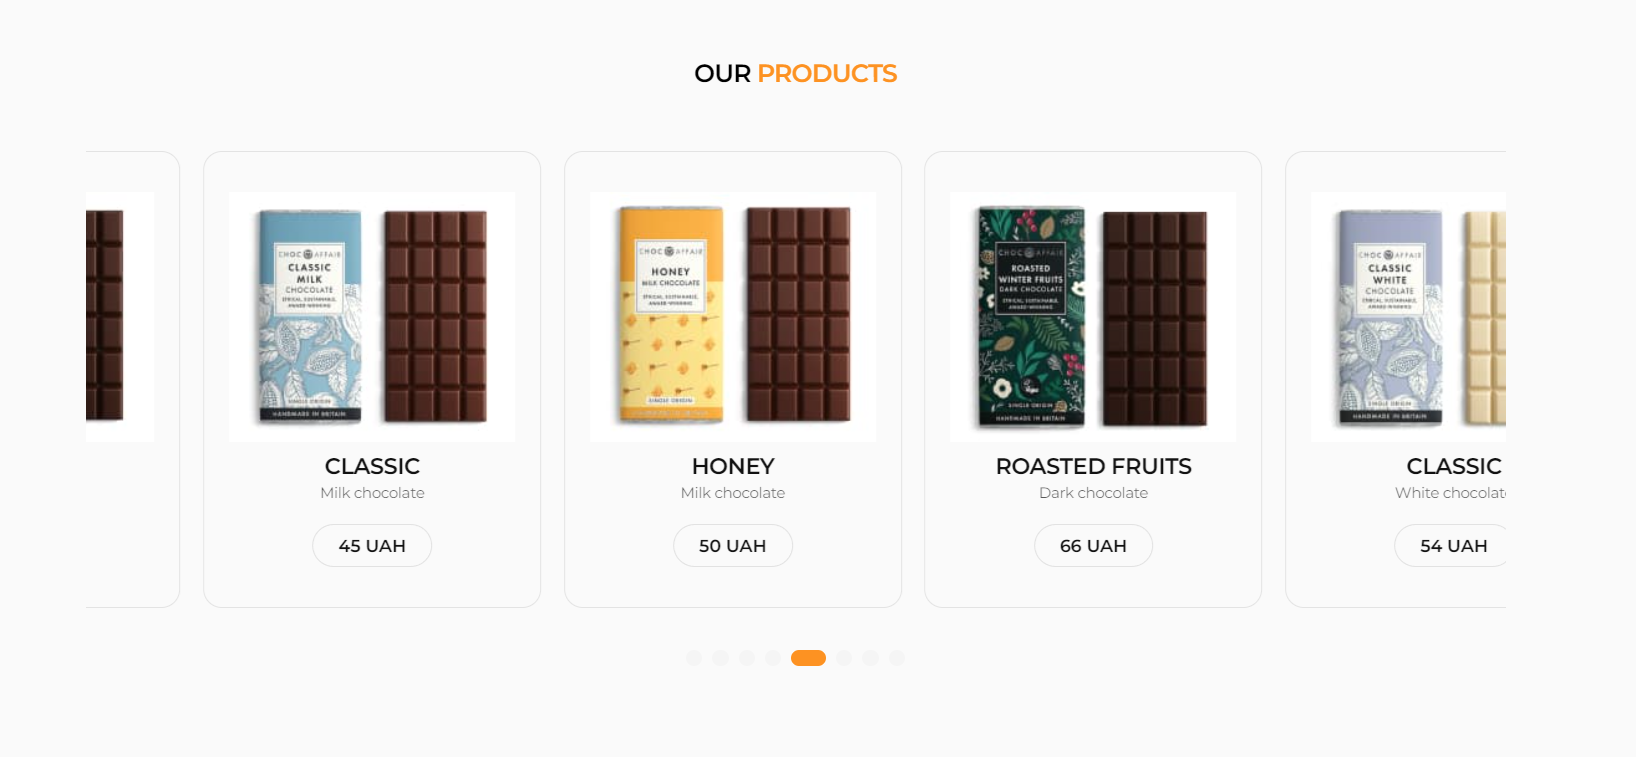 OUR PRODUCTS
CHOC AFFAIR
CLASSIC
MILK
CHOCOLATE
ETHICAL, SUSTAINABLE,
AWARD-WINNING
SINGLE ORIGIN
HANDMADE IN BRITAIN
CLASSIC
Milk chocolate
45 UAH
CHOC AFFAIR
HONEY
MILK CHOCOLATE
ETHICAL, SUSTAINABLE,
AWARD-WINNING
SINGLE ORIGIN
HANDMADE IN BRITAIN
HONEY
Milk chocolate
50 UAH
CHOC AFFAIR
ROASTED
WINTER FRUITS
DARK CHOCOLATE
ETHICAL, SUSTAINABLE,
AWARD-WINNING
SINGLE ORIGIN
HANDMADE IN BRITAIN
ROASTED FRUITS
Dark chocolate
66 UAH
CHOC AFFAIR
CLASSIC
WHITE
CHOCOLATE
ETHICAL, SUSTAINABLE,
AWARD-WINNING
SINGLE ORIGIN
HANDMADE IN BRITAIN
CLASSIC
White chocolat
54 UAH